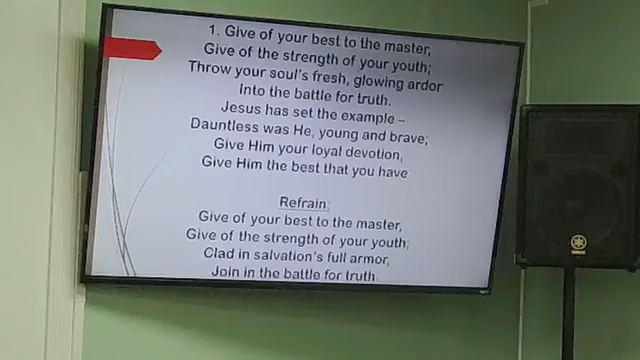 1. Give of your best to the master,
Give of the strength of your youth;
Throw your soul's fresh, glowing ardor
Into the battle for truth.
Jesus has set the example –
Dauntless was He, young and brave;
Give Him your loyal devotion,
Give Him the best that you have
Refrain:
Give of your best to the master,
Give of the strength of your youth;
Clad in salvation's full armor,
Join in the battle for truth.